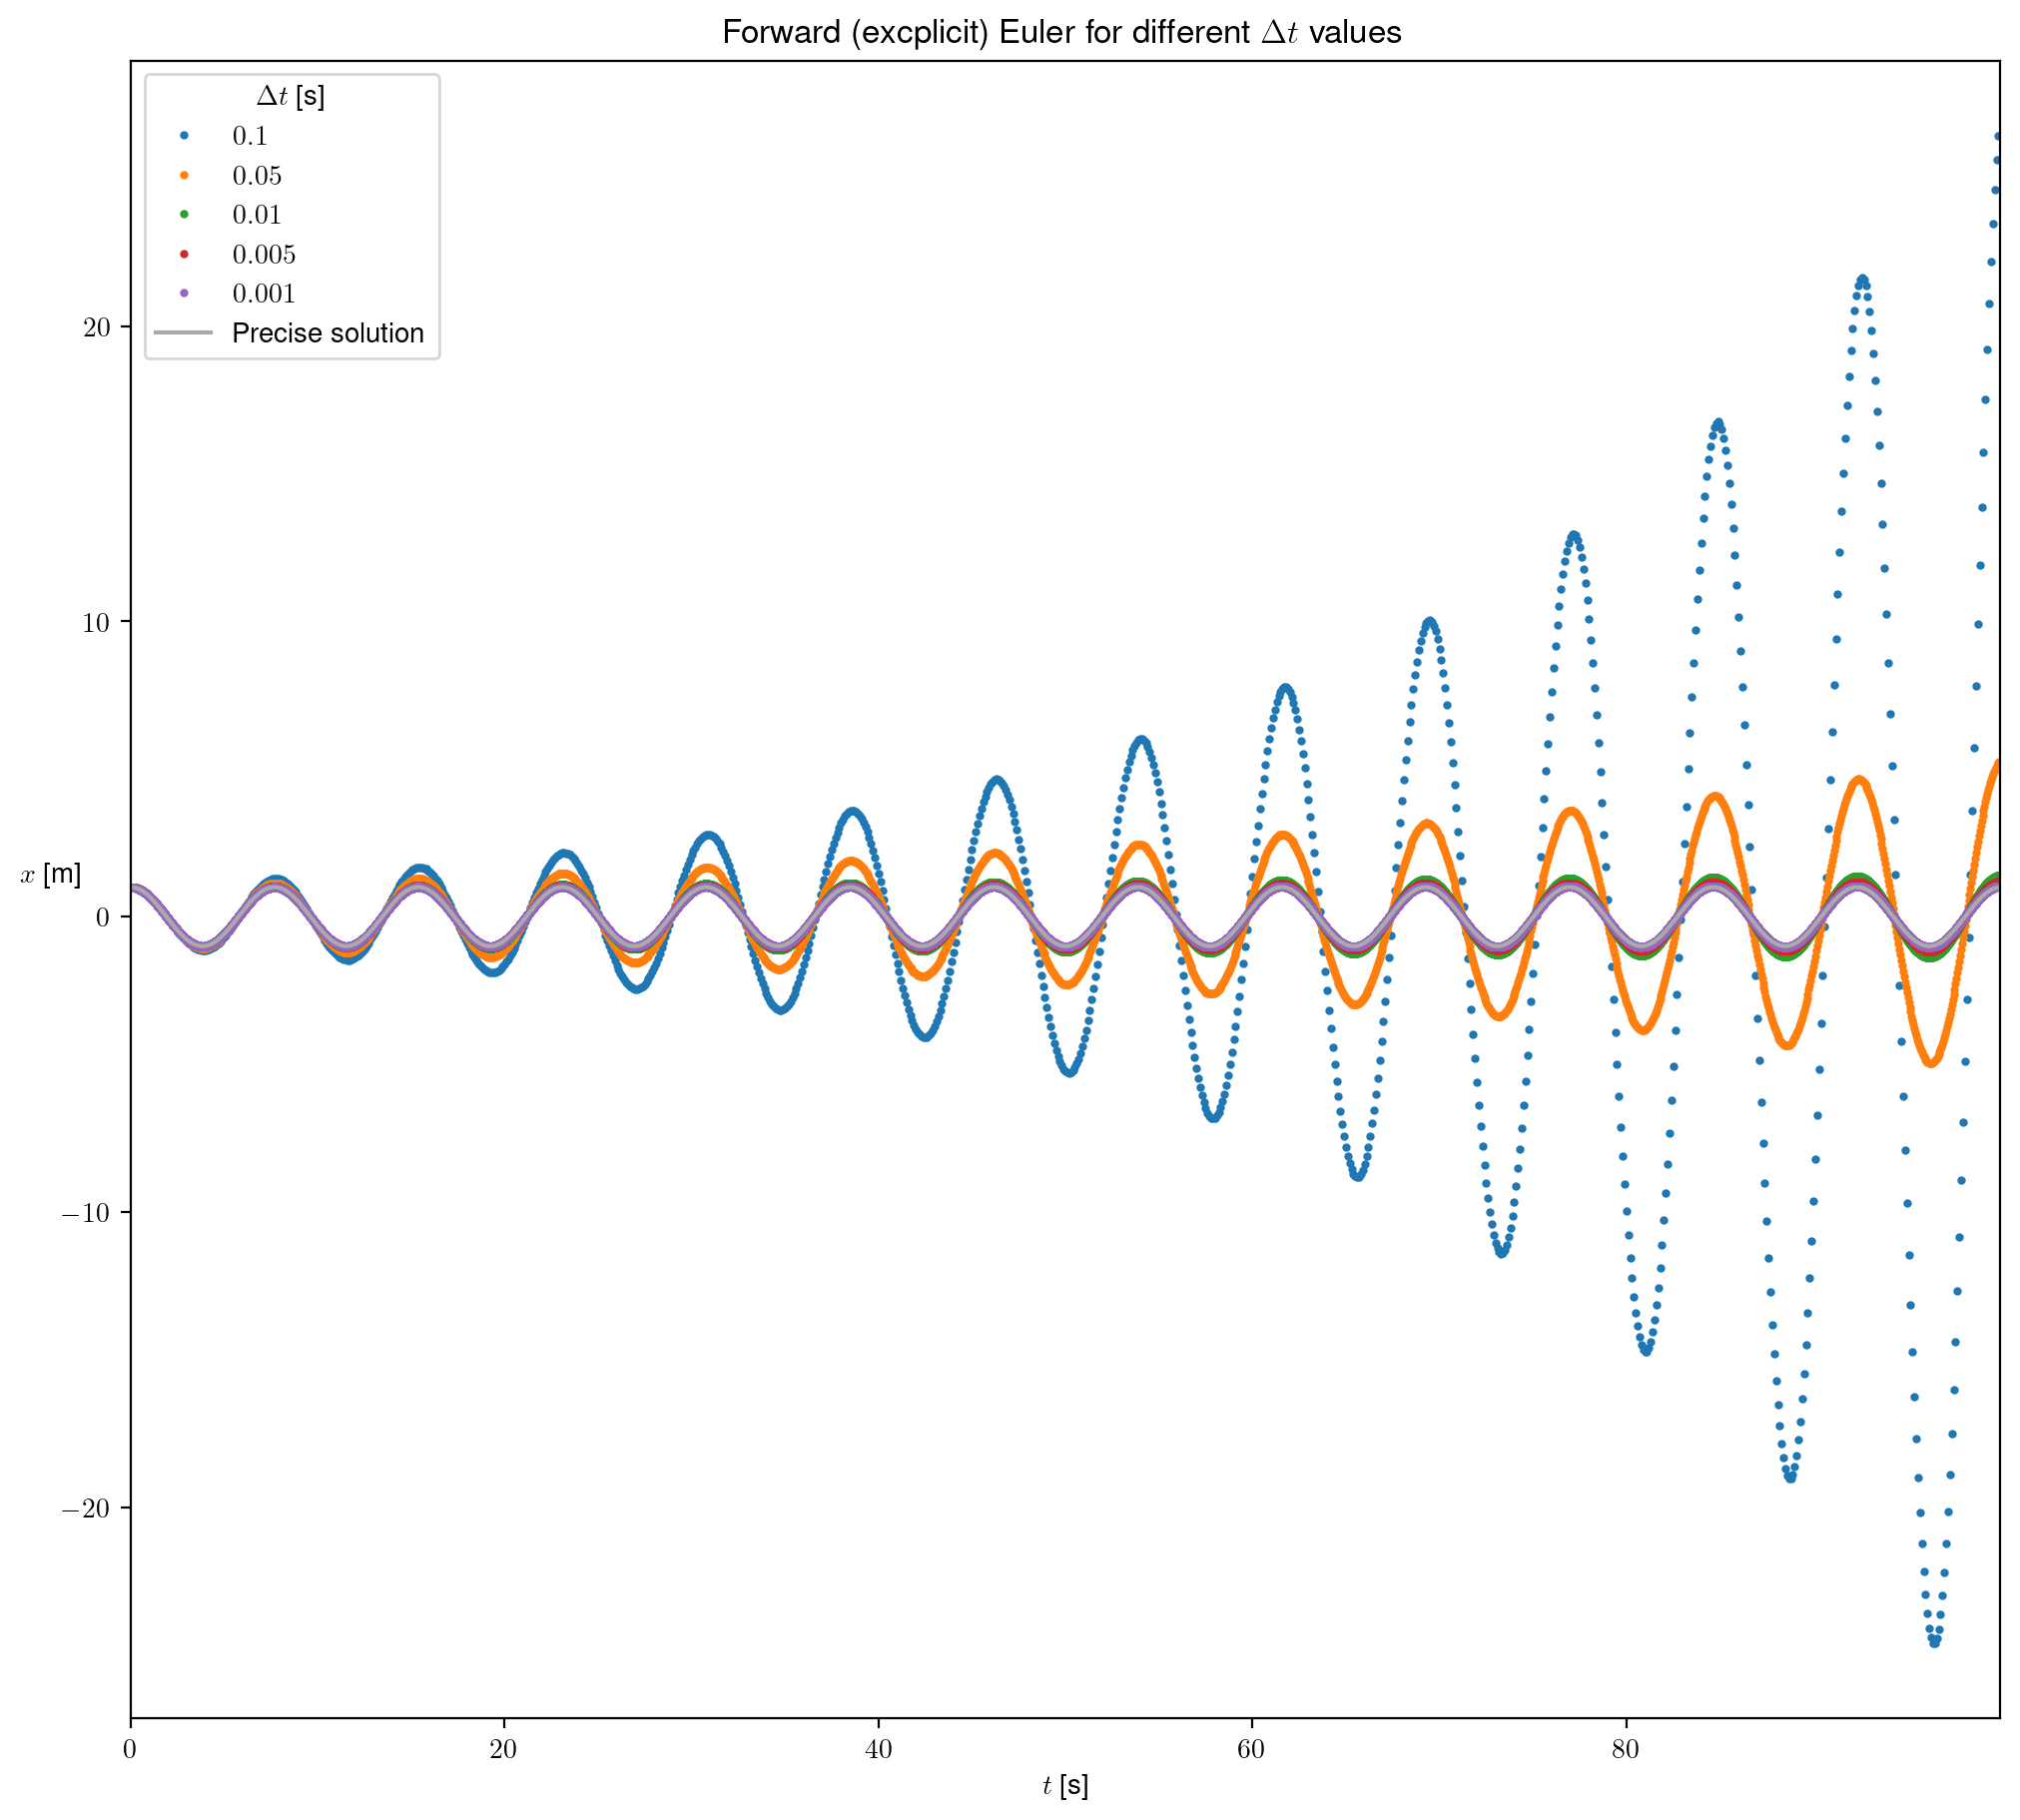 Forward (excplicit) Euler for different Δt values
Δt [s]
0.1
0.05
0.01
0.005
0.001
Precise solution
20
10
x [m]
0
−10
−20
0 20 40 60 80
t [s]